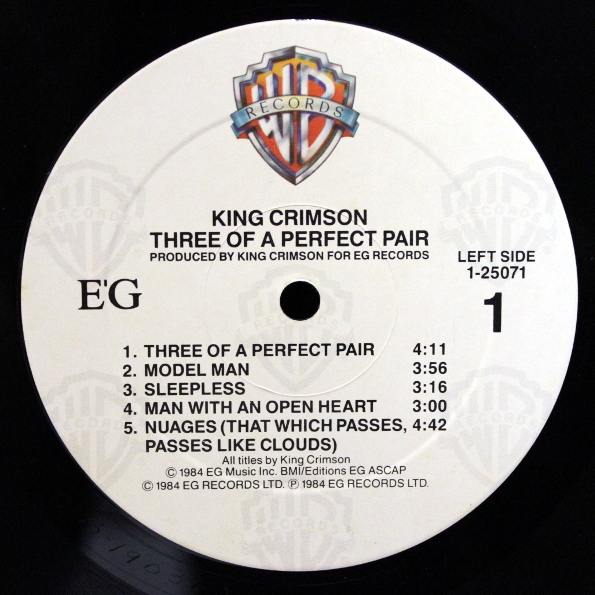 RECORDS
KING CRIMSON
THREE OF A PERFECT PAIR
PRODUCED BY KING CRIMSON FOR EG RECORDS
LEFT SIDE
1-25071
E'G
1
1. THREE OF A PERFECT PAIR 4:11
2. MODEL MAN 3:56
3. SLEEPLESS 3:16
4. MAN WITH AN OPEN HEART 3:00
5. NUAGES (THAT WHICH PASSES, 4:42
PASSES LIKE CLOUDS)
All titles by King Crimson
© 1984 EG Music Inc. BMI/Editions EG ASCAP
© 1984 EG RECORDS LTD. ℗ 1984 EG RECORDS LTD.